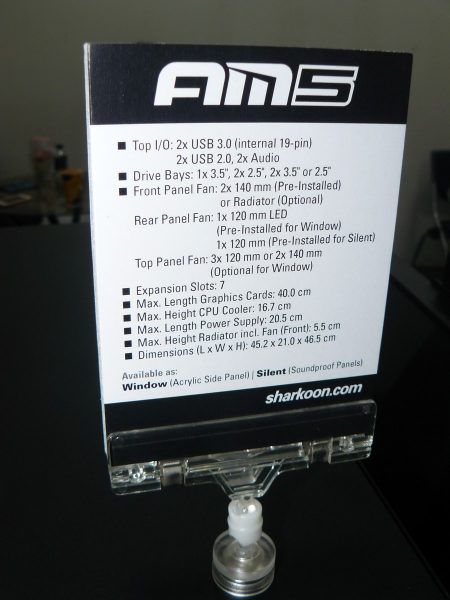 AM5
■ Top I/O: 2x USB 3.0 (internal 19-pin)
2x USB 2.0, 2x Audio
■ Drive Bays: 1x 3.5", 2x 2.5", 2x 3.5" or 2.5"
■ Front Panel Fan: 2x 140 mm (Pre-Installed)
or Radiator (Optional)
Rear Panel Fan: 1x 120 mm LED
(Pre-Installed for Window)
1x 120 mm (Pre-Installed for Silent)
Top Panel Fan: 3x 120 mm or 2x 140 mm
(Optional for Window)
■ Expansion Slots: 7
■ Max. Length Graphics Cards: 40.0 cm
■ Max. Height CPU Cooler: 16.7 cm
■ Max. Length Power Supply: 20.5 cm
■ Max. Height Radiator incl. Fan (Front): 5.5 cm
■ Dimensions (L x W x H): 45.2 x 21.0 x 46.5 cm
Available as:
Window (Acrylic Side Panel) | Silent (Soundproof Panels)
sharkoon.com